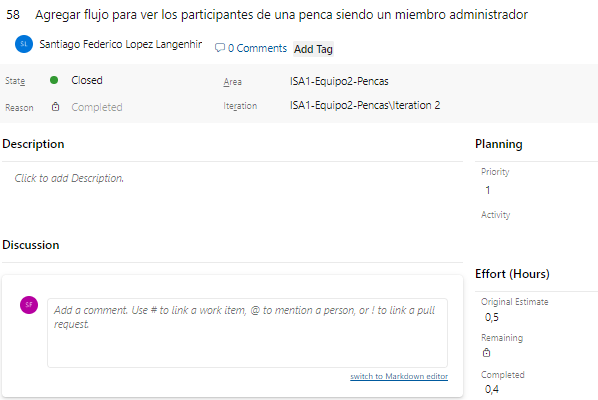 58 Agregar flujo para ver los participantes de una penca siendo un miembro administrador
SL Santiago Federico Lopez Langenhir 0 Comments Add Tag
State Closed Area ISA1-Equipo2-Pencas
Reason Completed Iteration ISA1-Equipo2-Pencas\Iteration 2
Description
Click to add Description.
Planning
Priority
1
Activity
Discussion
SF
Add a comment. Use # to link a work item, @ to mention a person, or ! to link a pull
request.
switch to Markdown editor
Effort (Hours)
Original Estimate
0,5
Remaining
Completed
0,4